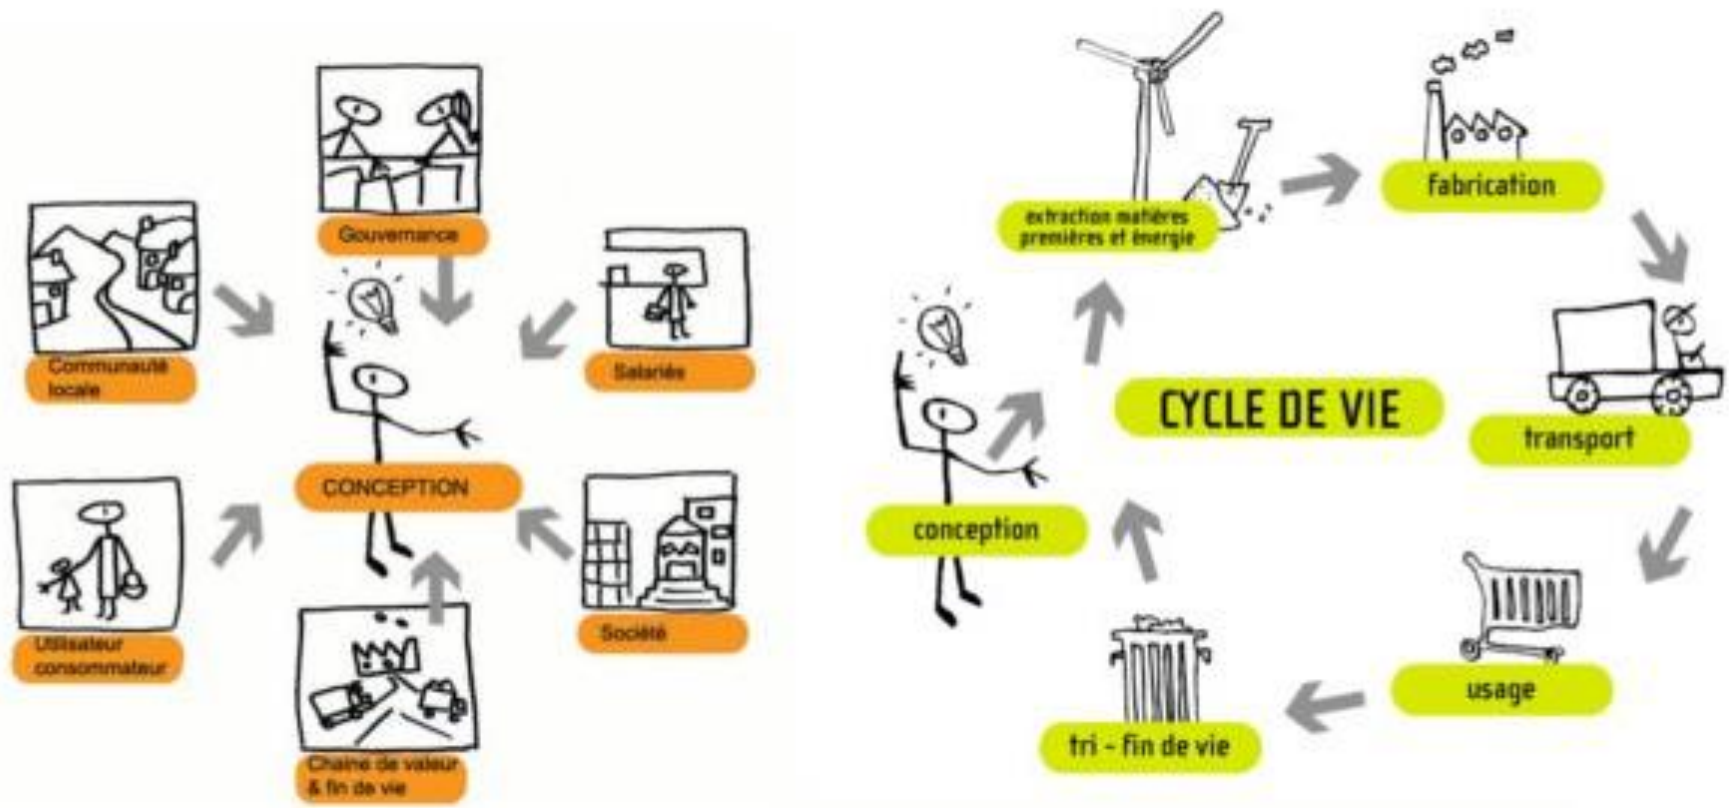 Gouvernance
Communauté
locale
Salariés
CONCEPTION
Utilisateur
consommateur
Société
Chaîne de valeur
& fin de vie
extraction matières
premières et énergie
fabrication
CYCLE DE VIE
transport
conception
usage
tri - fin de vie